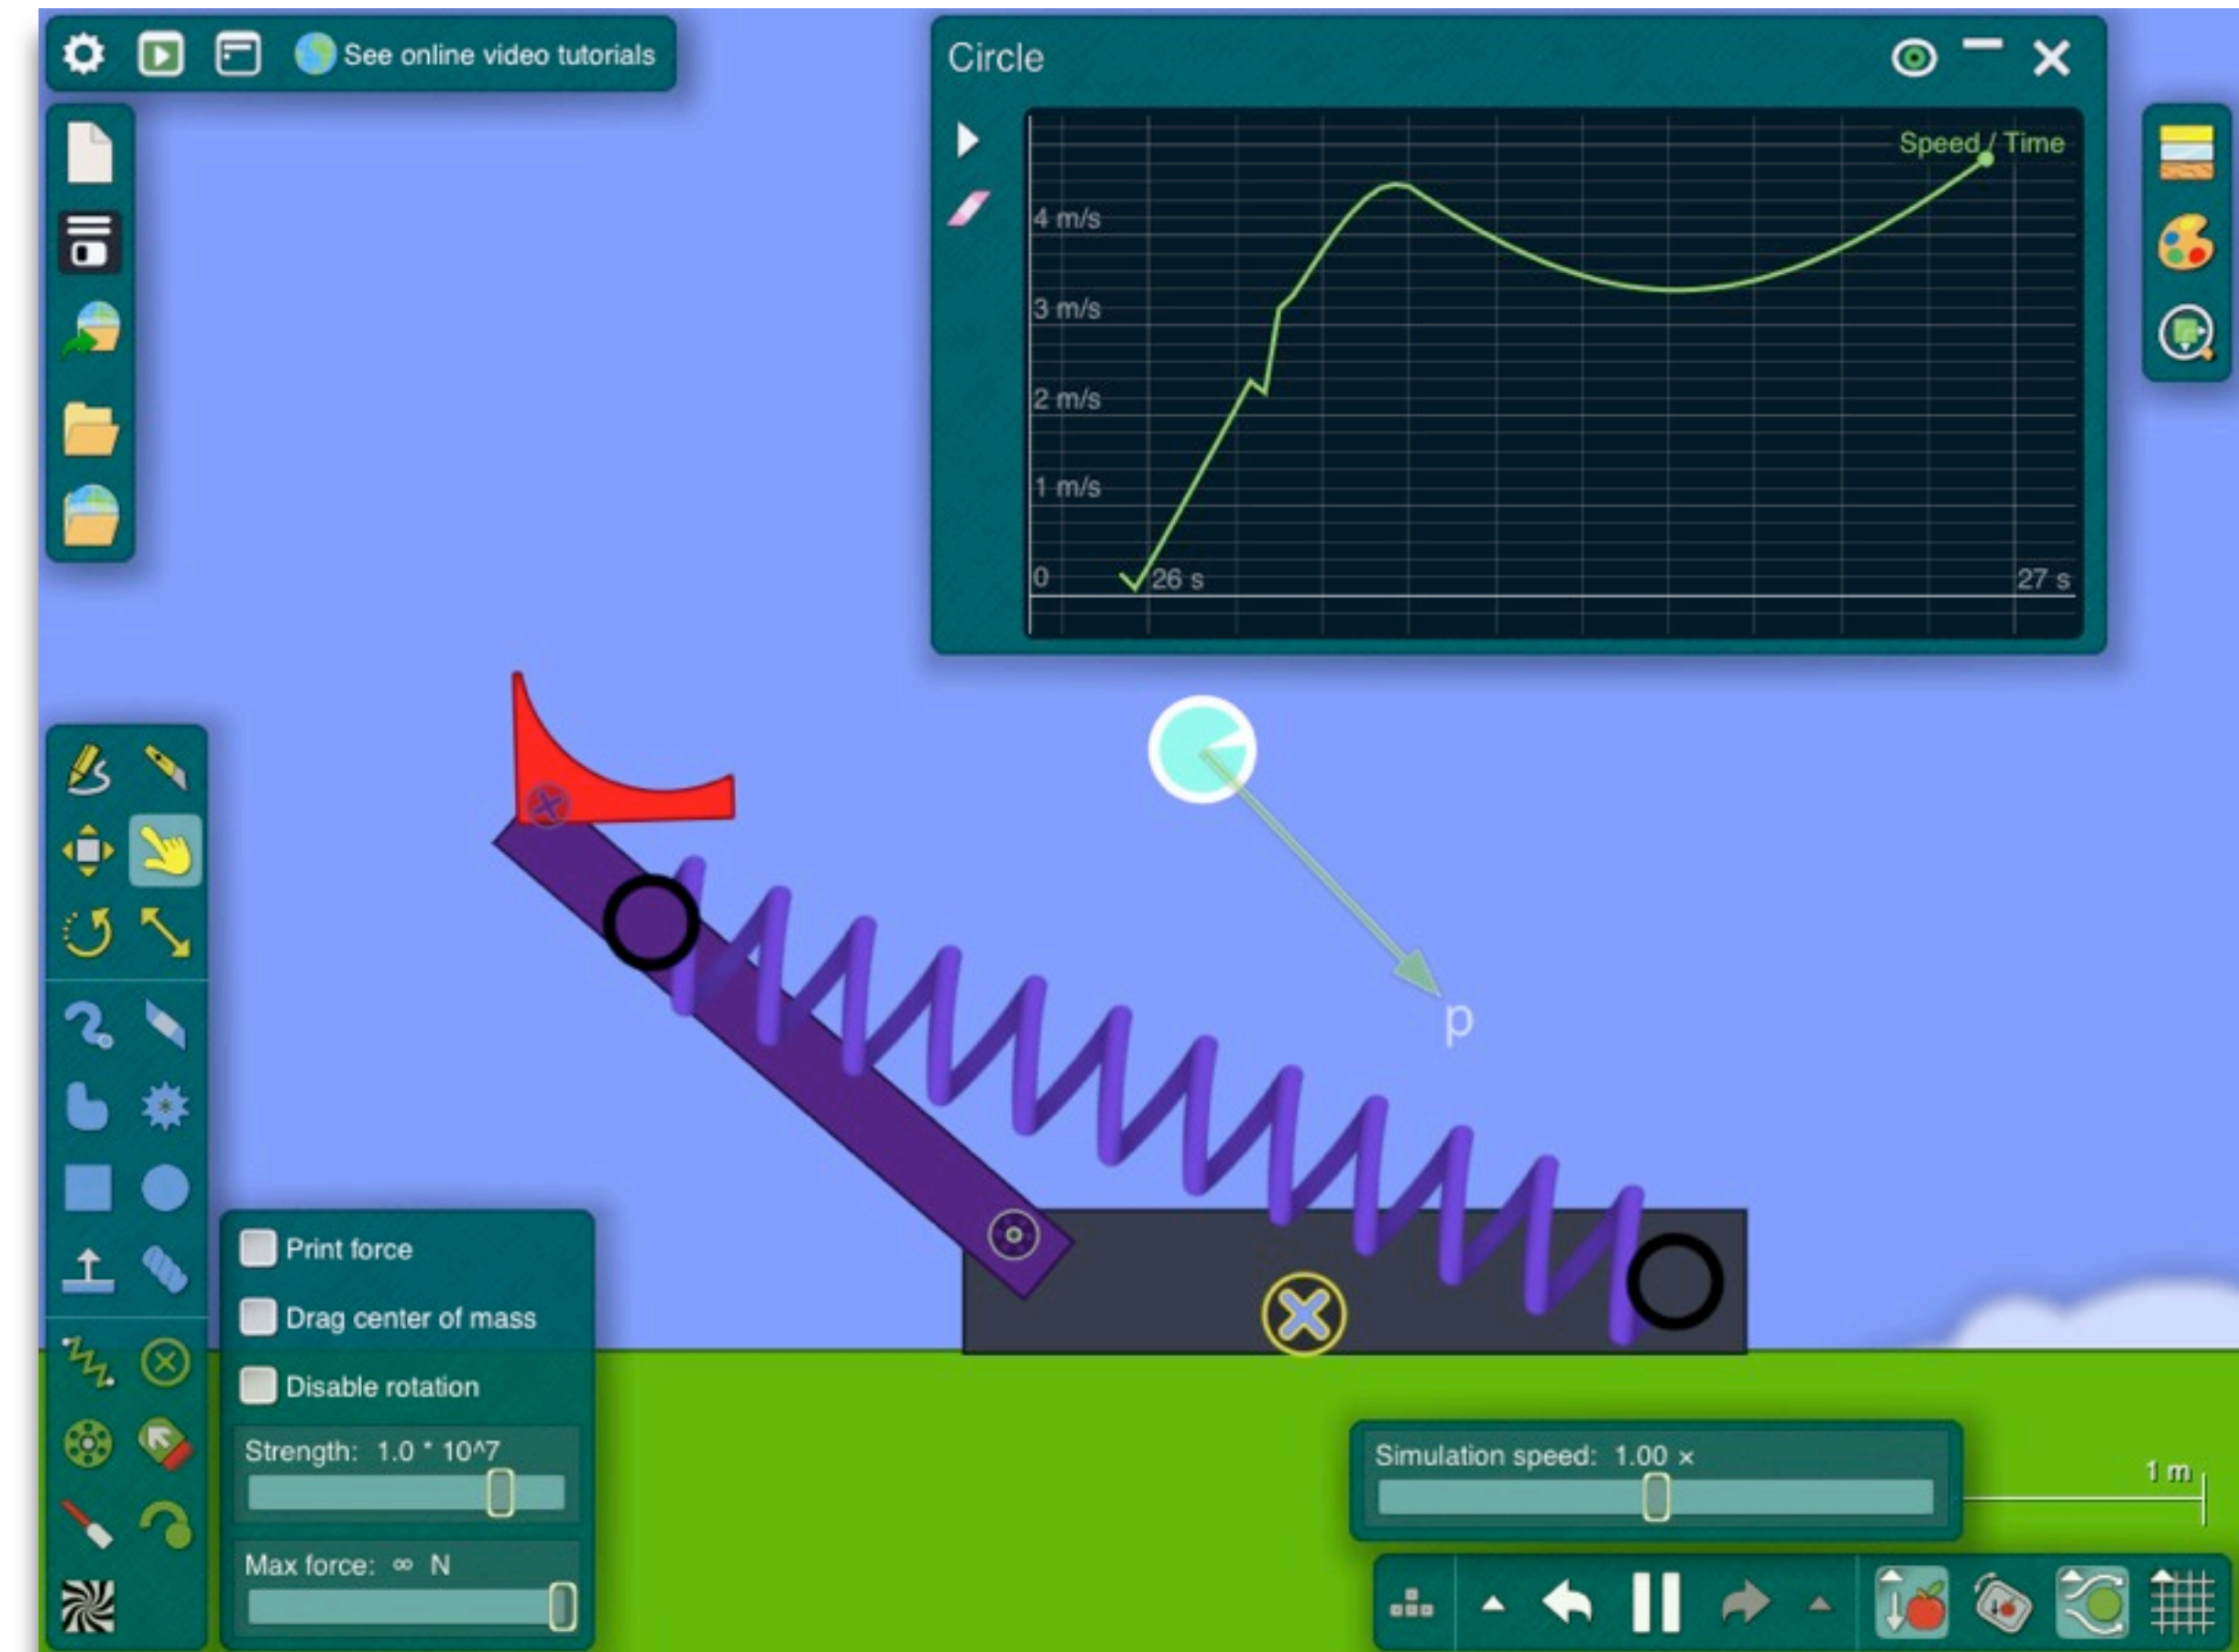 See online video tutorials
Circle
Speed / Time
4 m/s
3 m/s
2 m/s
1 m/s
0
26 s
27 s
p
Print force
Drag center of mass
Disable rotation
Strength: 1.0 * 10^7
Max force: ∞ N
Simulation speed: 1.00 ×
1 m